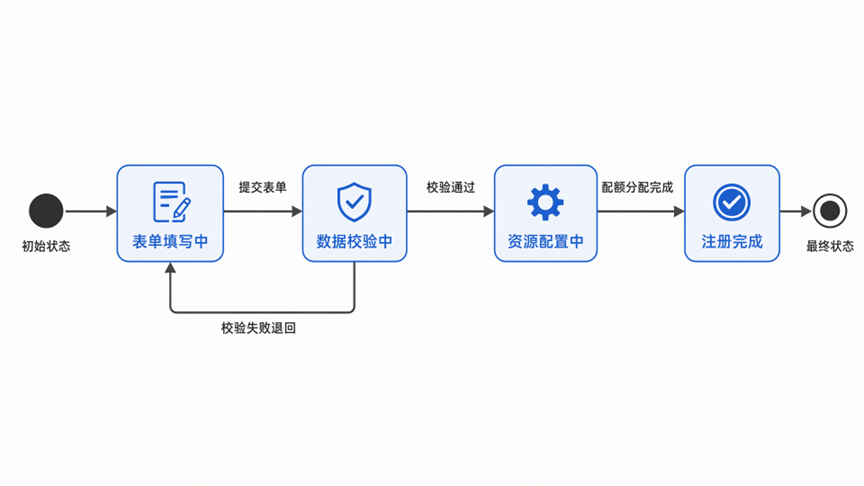 初始状态
表单填写中
提交表单
数据校验中
校验通过
资源配置中
配额分配完成
注册完成
最终状态
校验失败退回